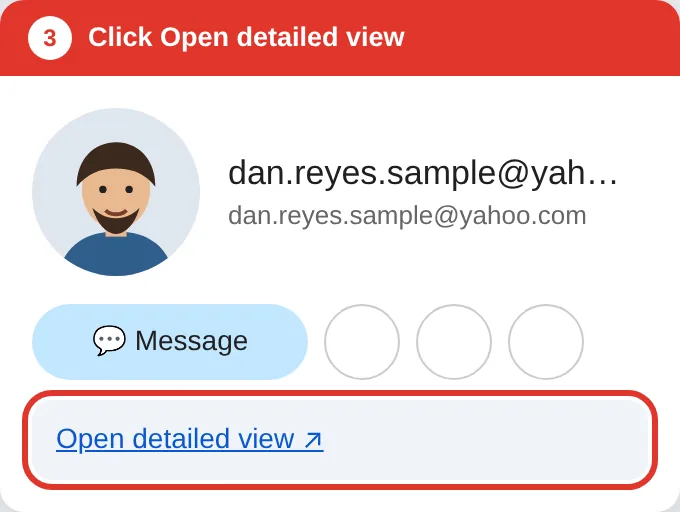 3 Click Open detailed view
dan.reyes.sample@yah…
dan.reyes.sample@yahoo.com
💬 Message
Open detailed view ↗